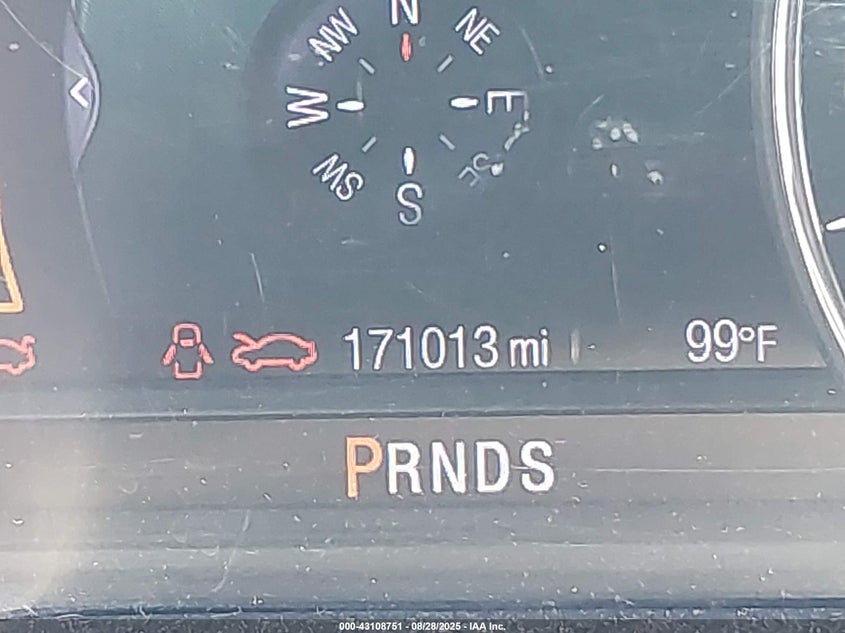 N
NW NE
W E
SW SE
S
171013 mi 99°F
PRNDS
000-43108751 - 08/28/2025 - IAA Inc.